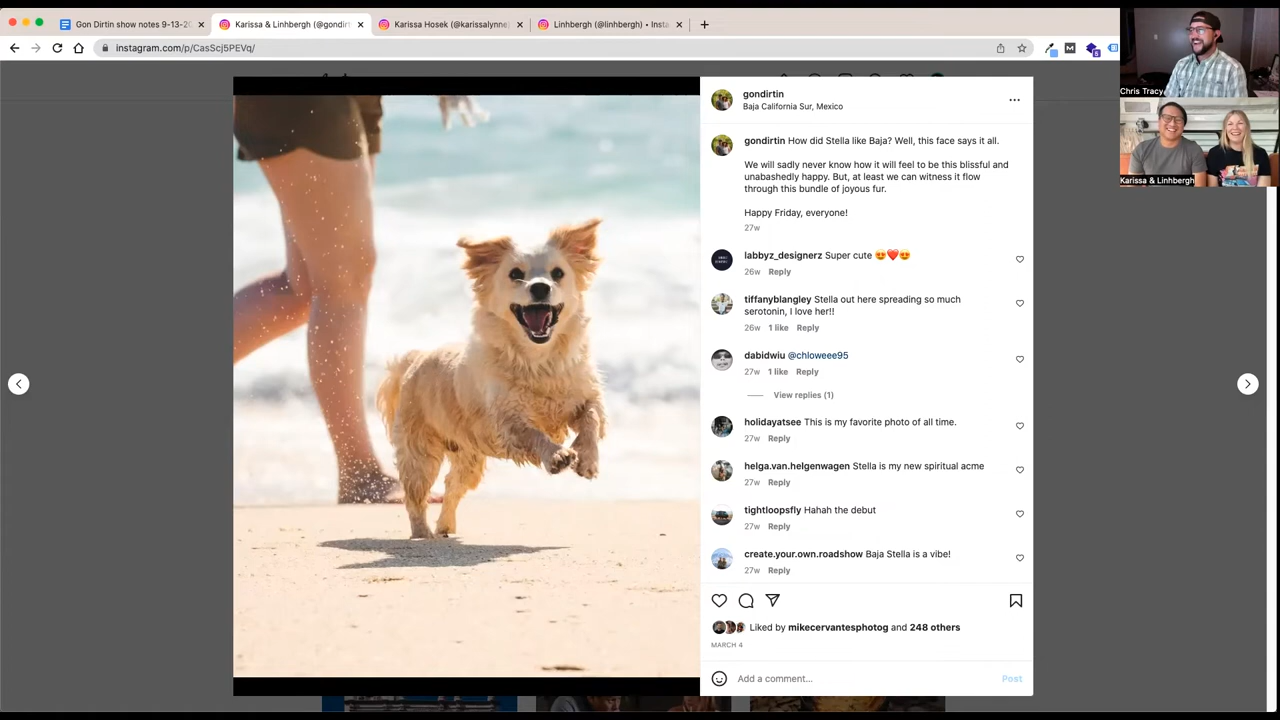 Gon Dirtin show notes 9-13-20
Karissa & Linhbergh (@gondirt
Karissa Hosek (@karissalynne
Linhbergh (@linhbergh) • Insta
instagram.com/p/CasScj5PEVq/
Chris Tracy
Karissa & Linhbergh
gondirtin
Baja California Sur, Mexico
gondirtin How did Stella like Baja? Well, this face says it all.
We will sadly never know how it will feel to be this blissful and
unabashedly happy. But, at least we can witness it flow
through this bundle of joyous fur.
Happy Friday, everyone!
27w
labbyz_designerz Super cute 😍❤️😍
26w Reply
tiffanyblangley Stella out here spreading so much
serotonin, I love her!!
26w 1 like Reply
dabidwiu @chloweee95
27w 1 like Reply
View replies (1)
holidayatsee This is my favorite photo of all time.
27w Reply
helga.van.helgenwagen Stella is my new spiritual acme
27w Reply
tightloopsfly Hahah the debut
27w Reply
create.your.own.roadshow Baja Stella is a vibe!
27w Reply
Liked by mikecervantesphotog and 248 others
MARCH 4
Add a comment...
Post